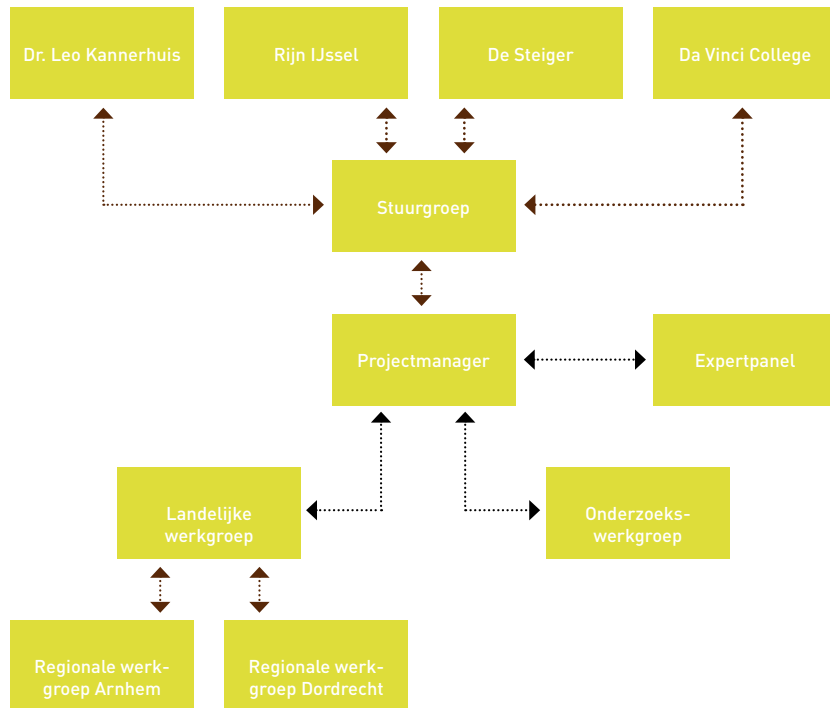 Dr. Leo Kannerhuis
Rijn IJssel
De Steiger
Da Vinci College
Stuurgroep
Projectmanager
Expertpanel
Landelijke
werkgroep
Onderzoeks-
werkgroep
Regionale werk-
groep Arnhem
Regionale werk-
groep Dordrecht